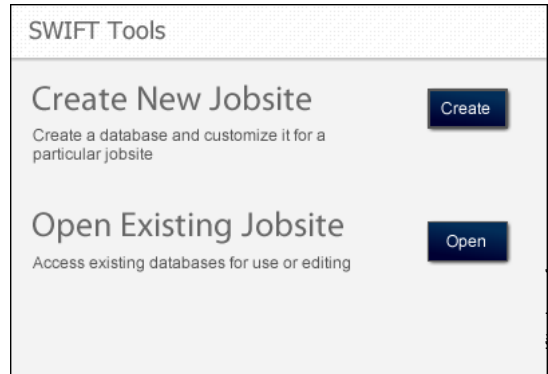 SWIFT Tools
Create New Jobsite
Create
Create a database and customize it for a
particular jobsite
Open Existing Jobsite
Open
Access existing databases for use or editing